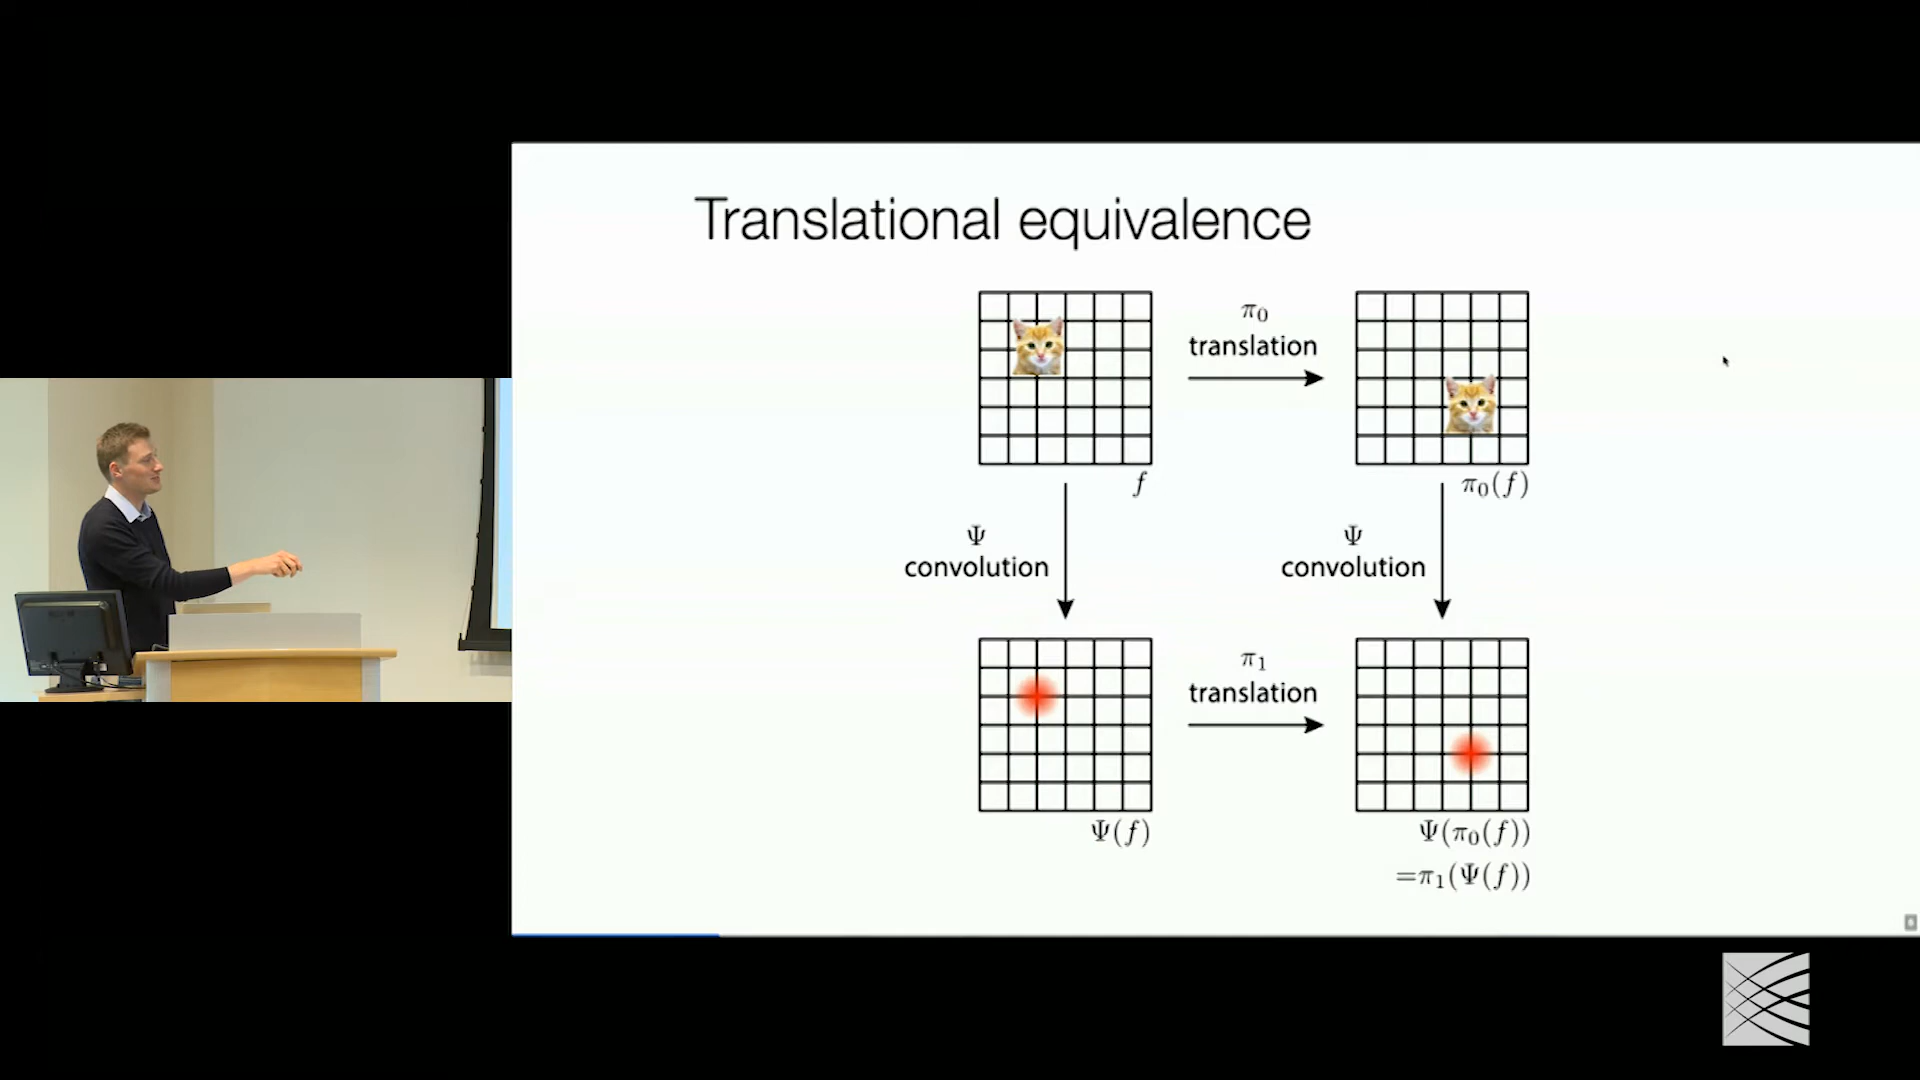 Translational equivalence
π₀
translation
f
π₀(f)
Ψ
convolution
Ψ
convolution
π₁
translation
Ψ(f)
Ψ(π₀(f))
=π₁(Ψ(f))